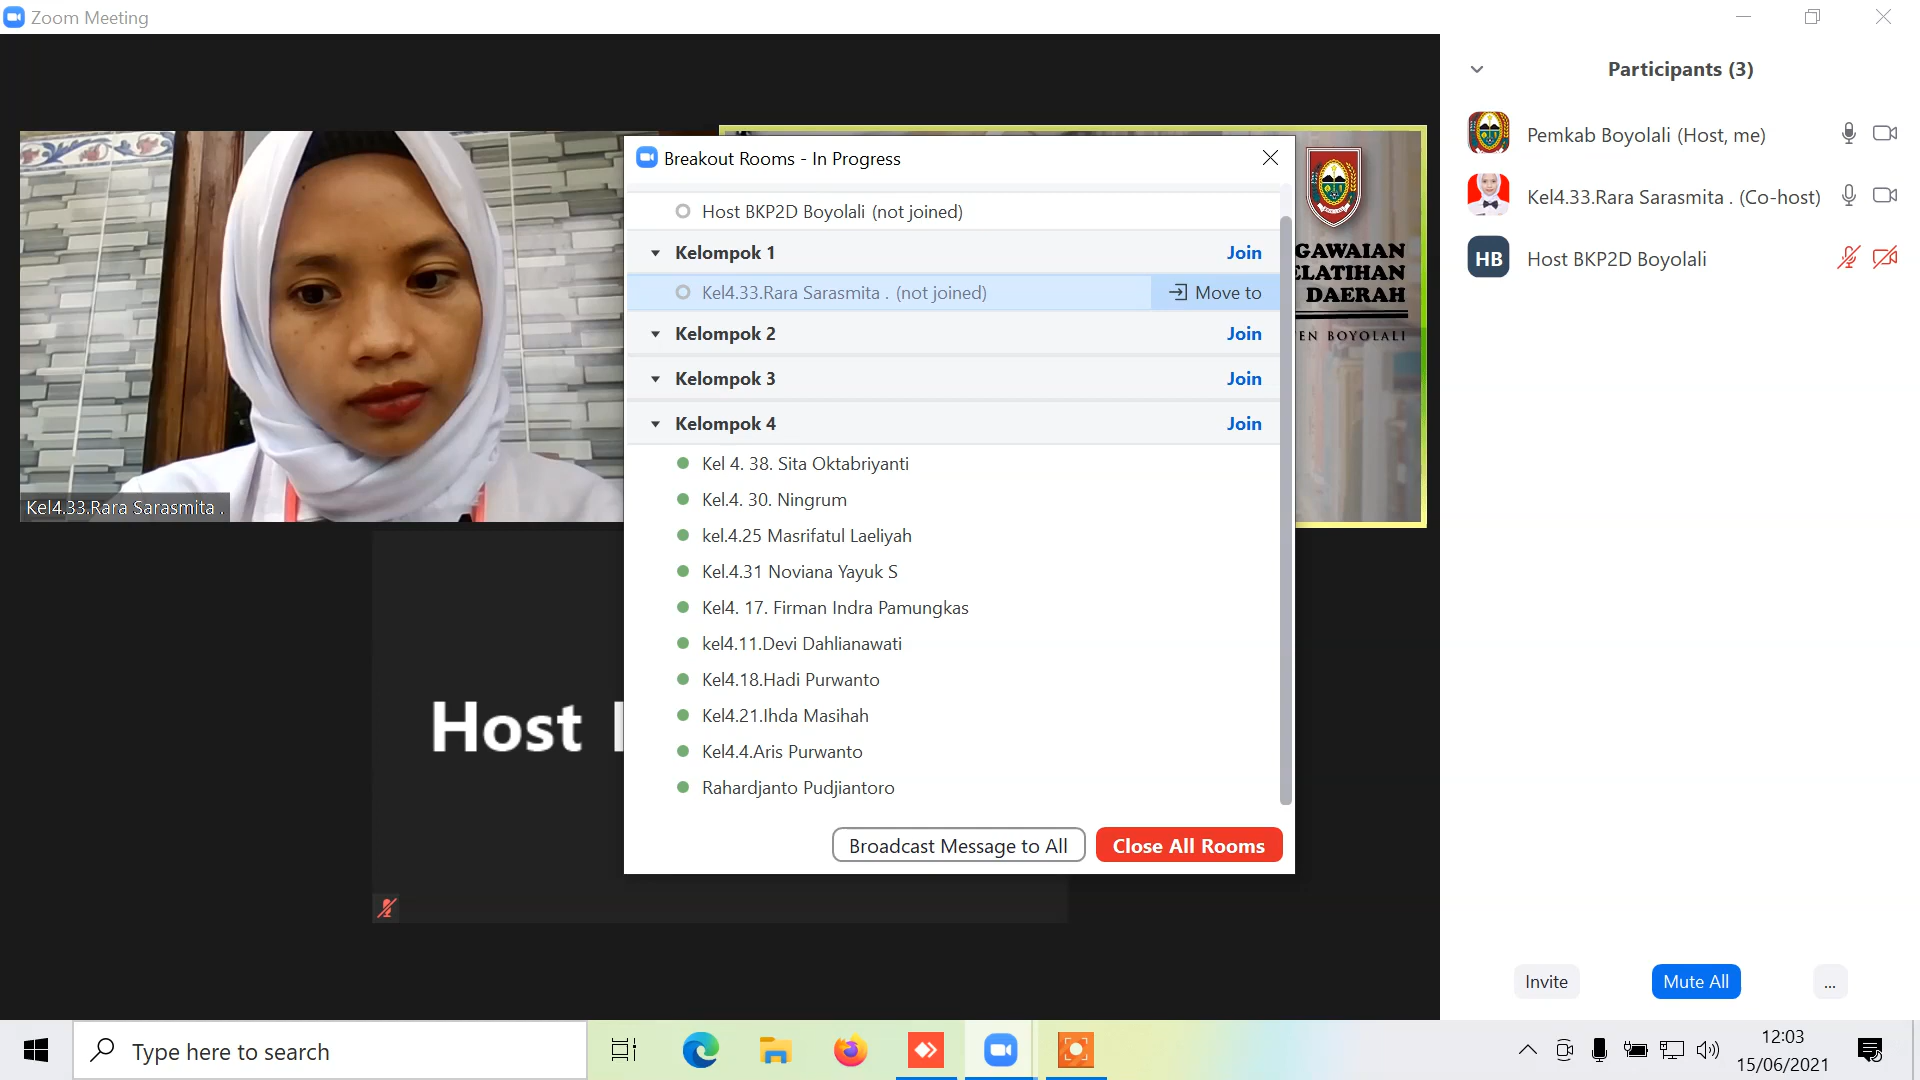 Zoom Meeting
Participants (3)
Pemkab Boyolali (Host, me)
Kel4.33.Rara Sarasmita . (Co-host)
HB Host BKP2D Boyolali
Kel4.33.Rara Sarasmita .
GAWAIAN
ELATIHAN
DAERAH
EN BOYOLALI
Host
Breakout Rooms - In Progress
Host BKP2D Boyolali (not joined)
Kelompok 1 Join
Kel4.33.Rara Sarasmita . (not joined) Move to
Kelompok 2 Join
Kelompok 3 Join
Kelompok 4 Join
Kel 4. 38. Sita Oktabriyanti
Kel.4. 30. Ningrum
kel.4.25 Masrifatul Laeliyah
Kel.4.31 Noviana Yayuk S
Kel4. 17. Firman Indra Pamungkas
kel4.11.Devi Dahlianawati
Kel4.18.Hadi Purwanto
Kel4.21.Ihda Masihah
Kel4.4.Aris Purwanto
Rahardjanto Pudjiantoro
Broadcast Message to All Close All Rooms
Invite Mute All ...
Type here to search
12:03
15/06/2021